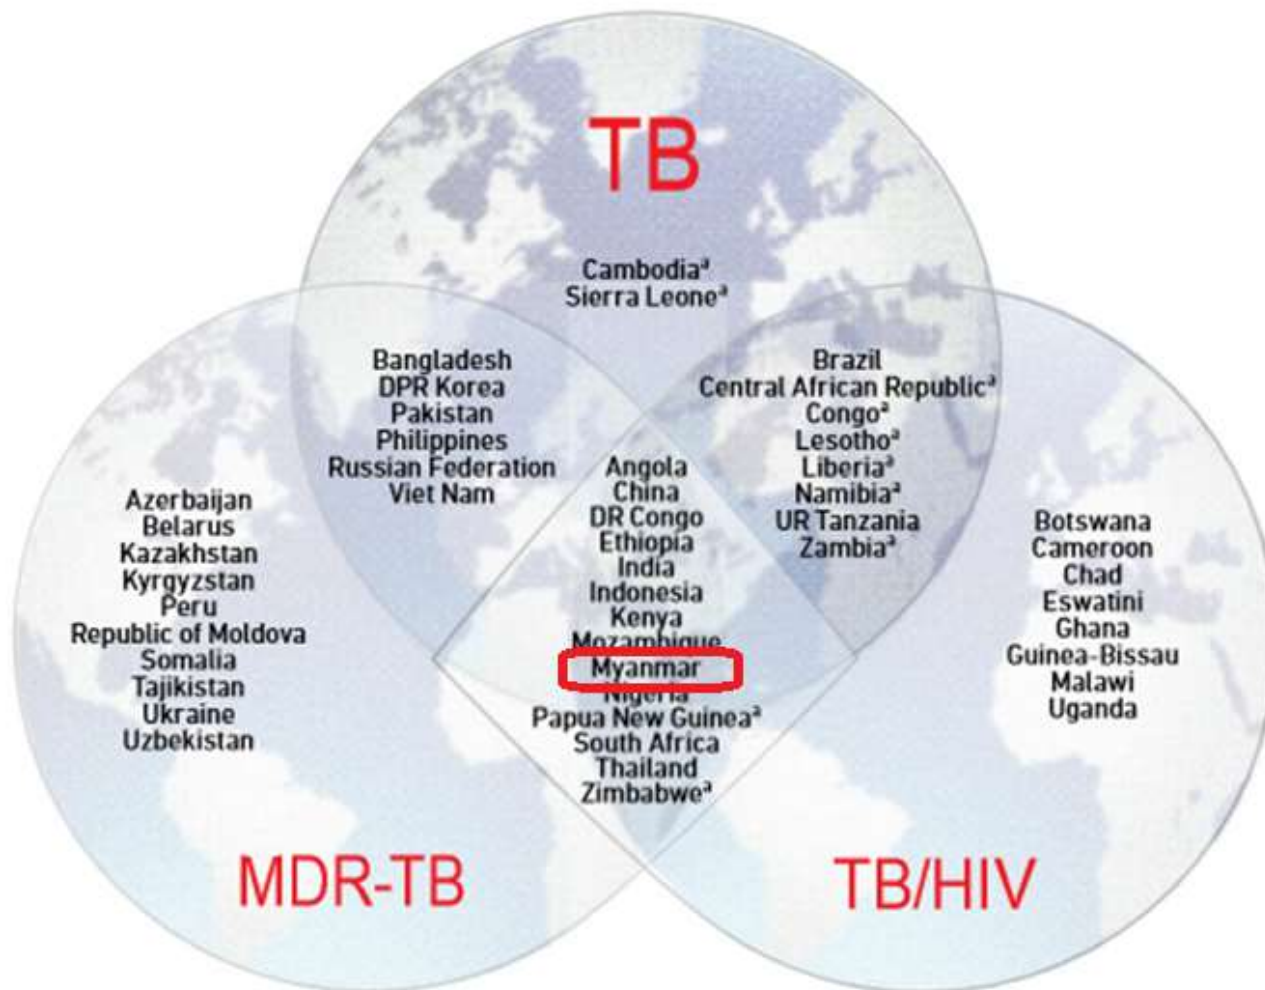 TB
Cambodiaª
Sierra Leoneª
Bangladesh
DPR Korea
Pakistan
Philippines
Russian Federation
Viet Nam
Brazil
Central African Republicª
Congoª
Lesothoª
Liberiaª
Namibiaª
UR Tanzania
Zambiaª
Angola
China
DR Congo
Ethiopia
India
Indonesia
Kenya
Mozambique
Myanmar
Nigeria
Papua New Guineaª
South Africa
Thailand
Zimbabweª
Azerbaijan
Belarus
Kazakhstan
Kyrgyzstan
Peru
Republic of Moldova
Somalia
Tajikistan
Ukraine
Uzbekistan
Botswana
Cameroon
Chad
Eswatini
Ghana
Guinea-Bissau
Malawi
Uganda
MDR-TB
TB/HIV